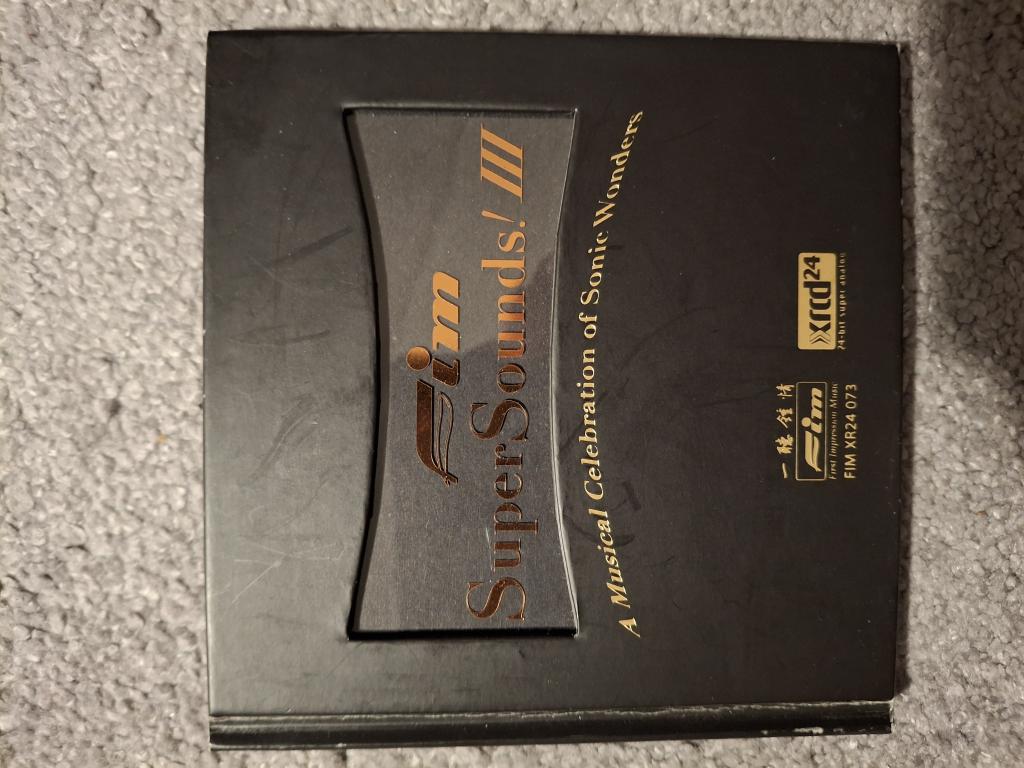 Fim
SuperSounds! III
A Musical Celebration of Sonic Wonders
一聽鍾情
Fim
First Impression Music
FIM XR24 073
xrcd24
24-bit super analog